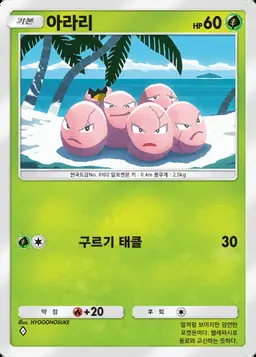 기본 아라리 HP 60
전국도감No. 0102 알포켓몬 키 : 0.4m 몸무게 : 2.5kg
구르기 태클 30
약점 +20 후퇴
illus. HYOGONOSUKE
알처럼 보이지만 엄연한
포켓몬이다. 텔레파시로
동료와 교신하는 듯하다.